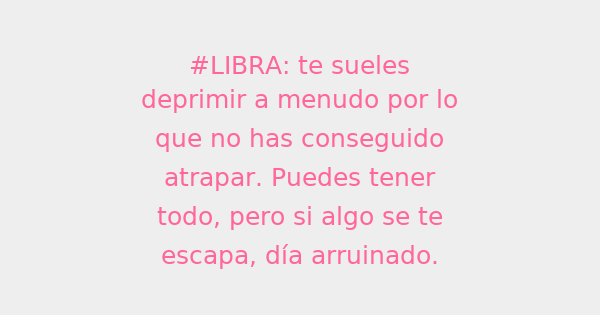 #LIBRA: te sueles
deprimir a menudo por lo
que no has conseguido
atrapar. Puedes tener
todo, pero si algo se te
escapa, día arruinado.